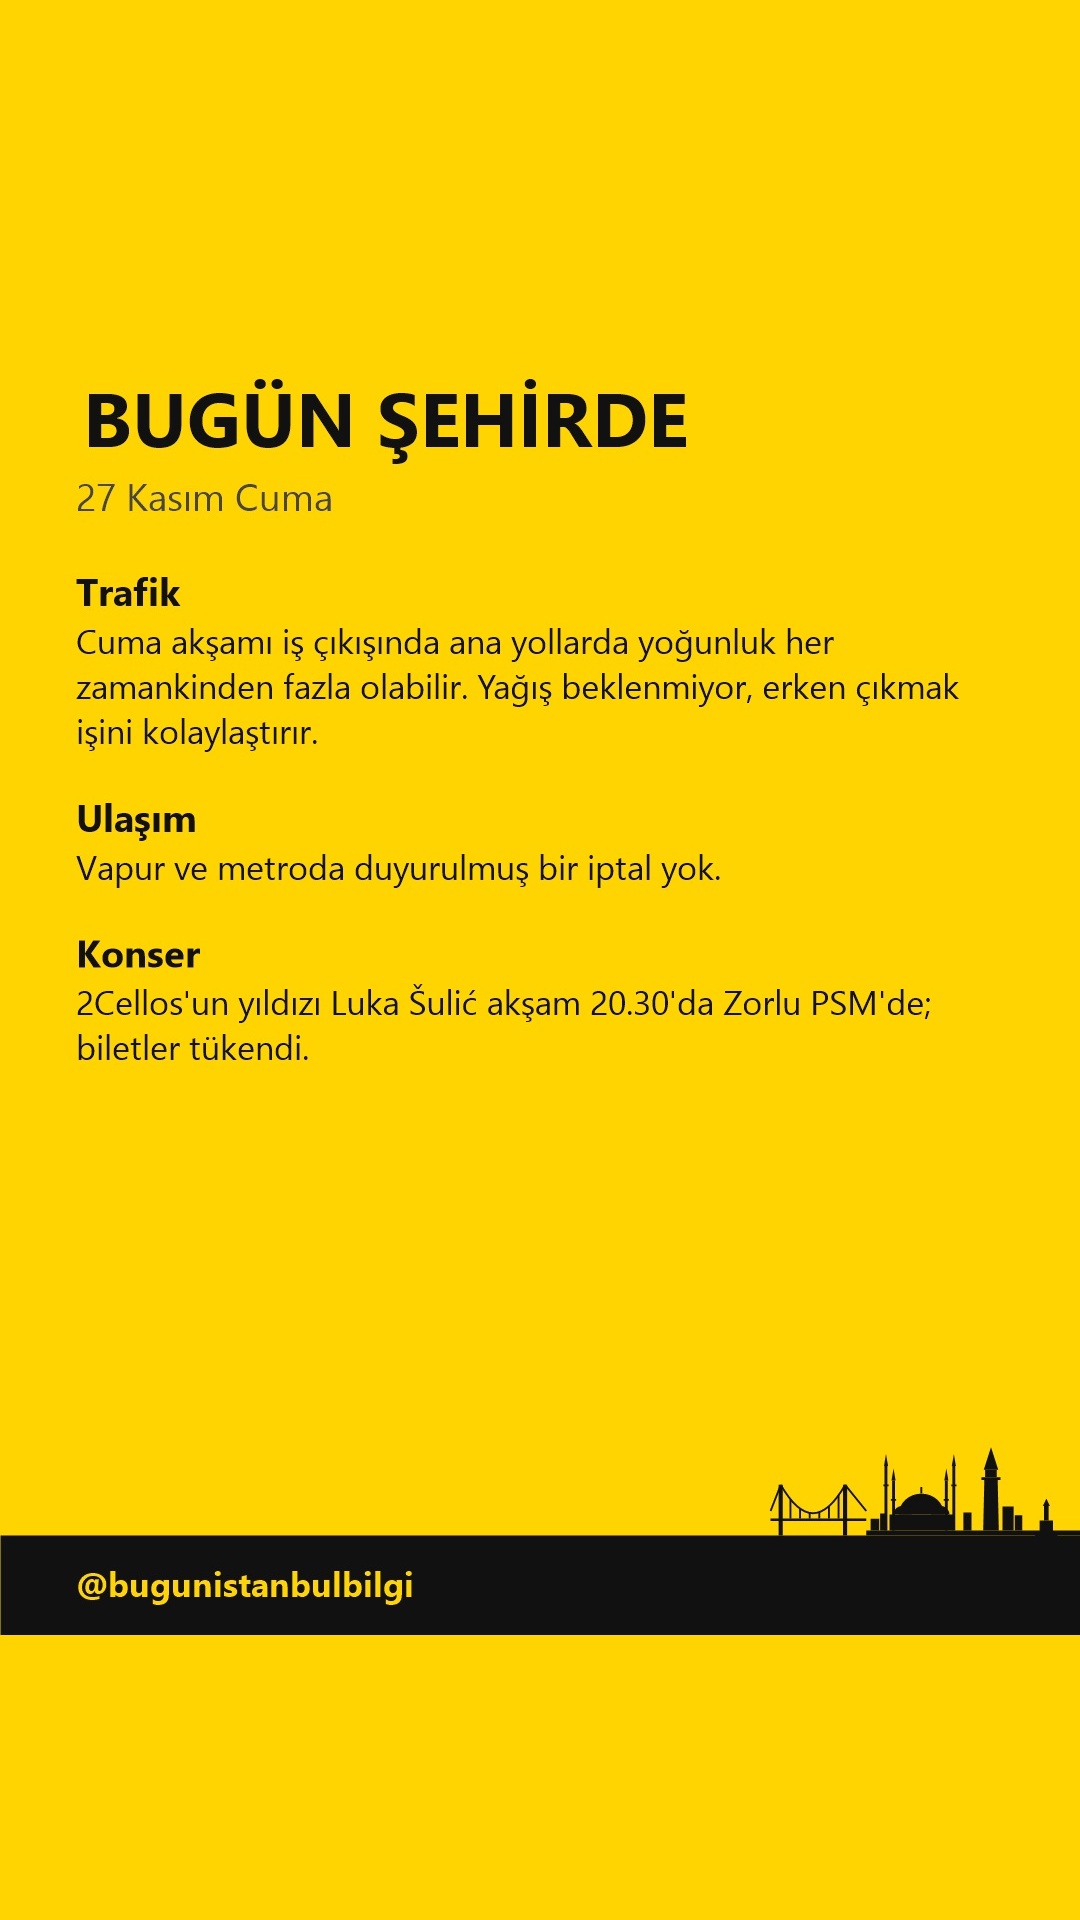 BUGÜN ŞEHİRDE
27 Kasım Cuma
Trafik
Cuma akşamı iş çıkışında ana yollarda yoğunluk her
zamankinden fazla olabilir. Yağış beklenmiyor, erken çıkmak
işini kolaylaştırır.
Ulaşım
Vapur ve metroda duyurulmuş bir iptal yok.
Konser
2Cellos'un yıldızı Luka Šulić akşam 20.30'da Zorlu PSM'de;
biletler tükendi.
@bugunistanbulbilgi